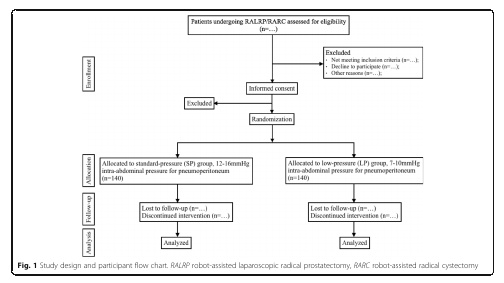 Patients undergoing RALRP/RARC assessed for eligibility
(n=…)
Excluded
· Not meeting inclusion criteria (n=…);
· Decline to participate (n=…);
· Other reasons (n=…);
Enrollment
Informed consent
Excluded
Randomization
Allocation
Allocated to standard-pressure (SP) group, 12-16mmHg
intra-abdominal pressure for pneumoperitoneum
(n=140)
Allocated to low-pressure (LP) group, 7-10mmHg
intra-abdominal pressure for pneumoperitoneum
(n=140)
Follow-up
Lost to follow-up (n=…)
Discontinued intervention (n=…)
Lost to follow-up (n=…)
Discontinued intervention (n=…)
Analysis
Analyzed
Analyzed
Fig. 1 Study design and participant flow chart. RALRP robot-assisted laparoscopic radical prostatectomy, RARC robot-assisted radical cystectomy